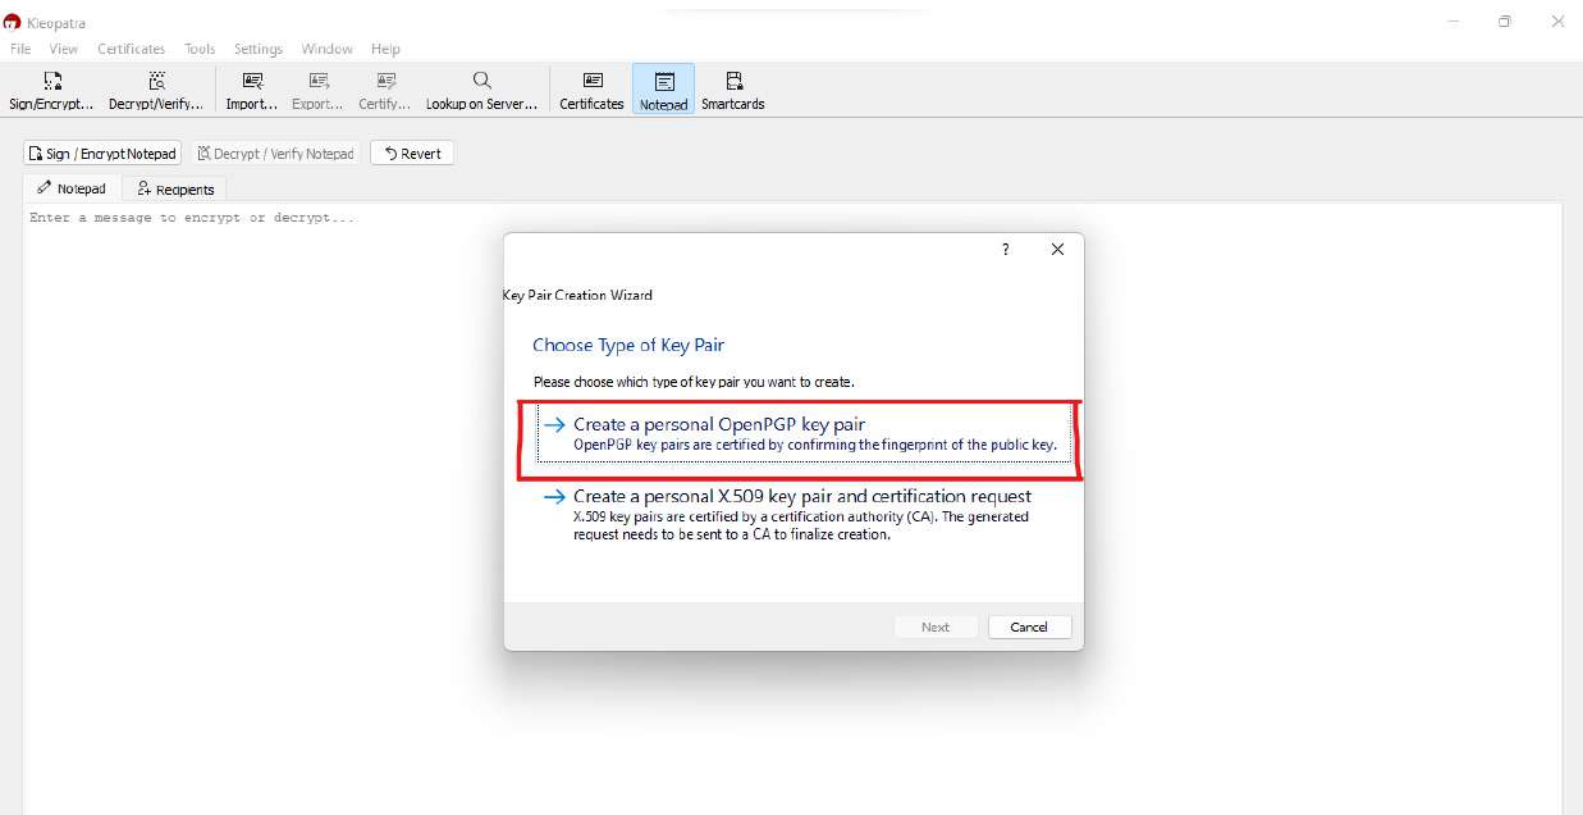 Kleopatra
File View Certificates Tools Settings Window Help
Sign/Encrypt... Decrypt/Verify... Import... Export... Certify... Lookup on Server... Certificates Notepad Smartcards
Sign / Encrypt Notepad Decrypt / Verify Notepad Revert
Notepad Recipients
Enter a message to encrypt or decrypt...
?
Key Pair Creation Wizard
Choose Type of Key Pair
Please choose which type of key pair you want to create.
Create a personal OpenPGP key pair
OpenPGP key pairs are certified by confirming the fingerprint of the public key.
Create a personal X.509 key pair and certification request
X.509 key pairs are certified by a certification authority (CA). The generated
request needs to be sent to a CA to finalize creation.
Next Cancel